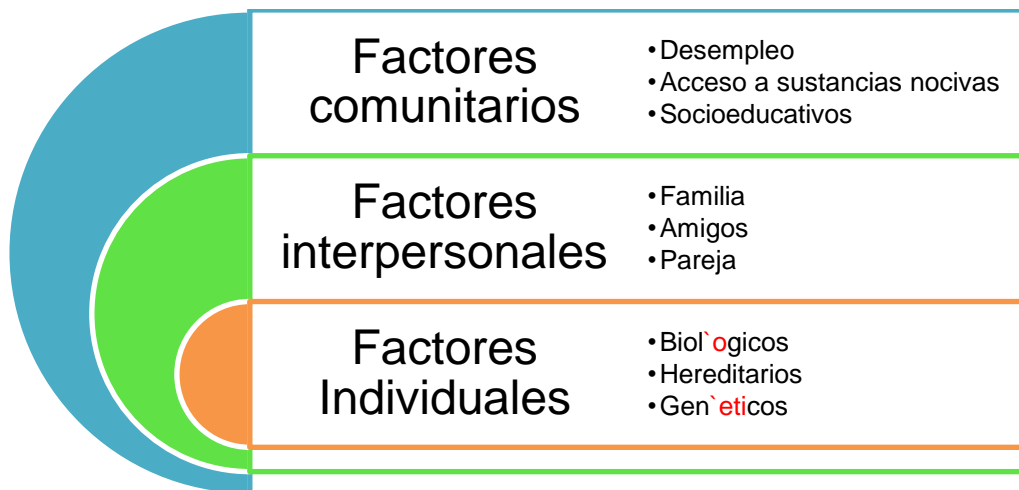 Factores
comunitarios
•Desempleo
•Acceso a sustancias nocivas
•Socioeducativos
Factores
interpersonales
•Familia
•Amigos
•Pareja
Factores
Individuales
•Biol`ogicos
•Hereditarios
•Gen`eticos